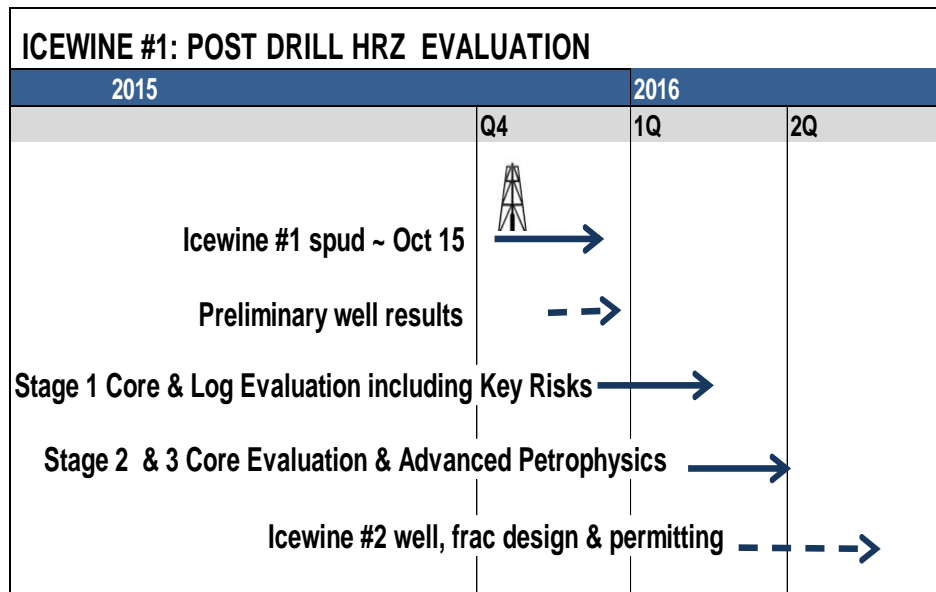 ICEWINE #1: POST DRILL HRZ EVALUATION
2015 2016
Q4 1Q 2Q
Icewine #1 spud ~ Oct 15
Preliminary well results
Stage 1 Core & Log Evaluation including Key Risks
Stage 2 & 3 Core Evaluation & Advanced Petrophysics
Icewine #2 well, frac design & permitting